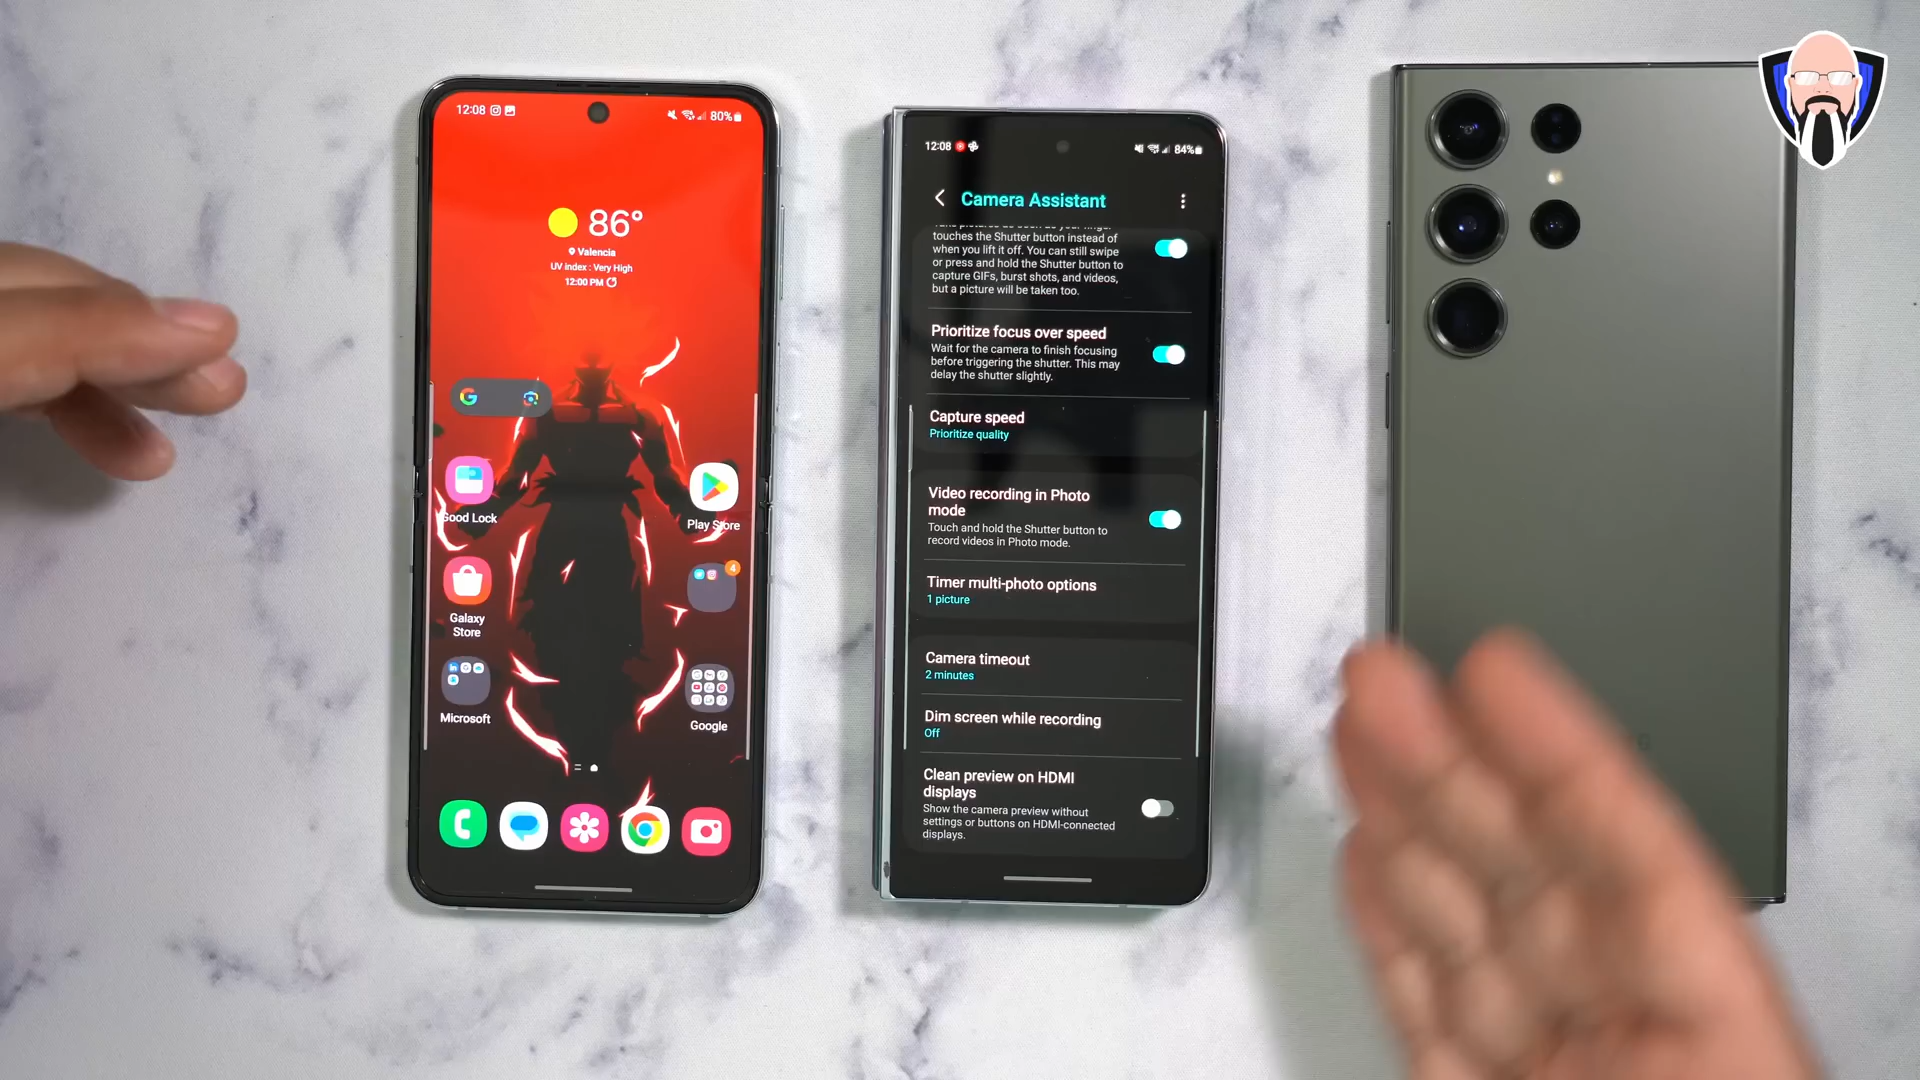 12:08
80%
86°
Valencia
UV index : Very High
12:00 PM
Good Lock
Play Store
4
Galaxy
Store
Microsoft
Google
12:08
84%
Camera Assistant
touches the Shutter button instead of
when you lift it off. You can still swipe
or press and hold the Shutter button to
capture GIFs, burst shots, and videos,
but a picture will be taken too.
Prioritize focus over speed
Wait for the camera to finish focusing
before triggering the shutter. This may
delay the shutter slightly.
Capture speed
Prioritize quality
Video recording in Photo
mode
Touch and hold the Shutter button to
record videos in Photo mode.
Timer multi-photo options
1 picture
Camera timeout
2 minutes
Dim screen while recording
Off
Clean preview on HDMI
displays
Show the camera preview without
settings or buttons on HDMI-connected
displays.